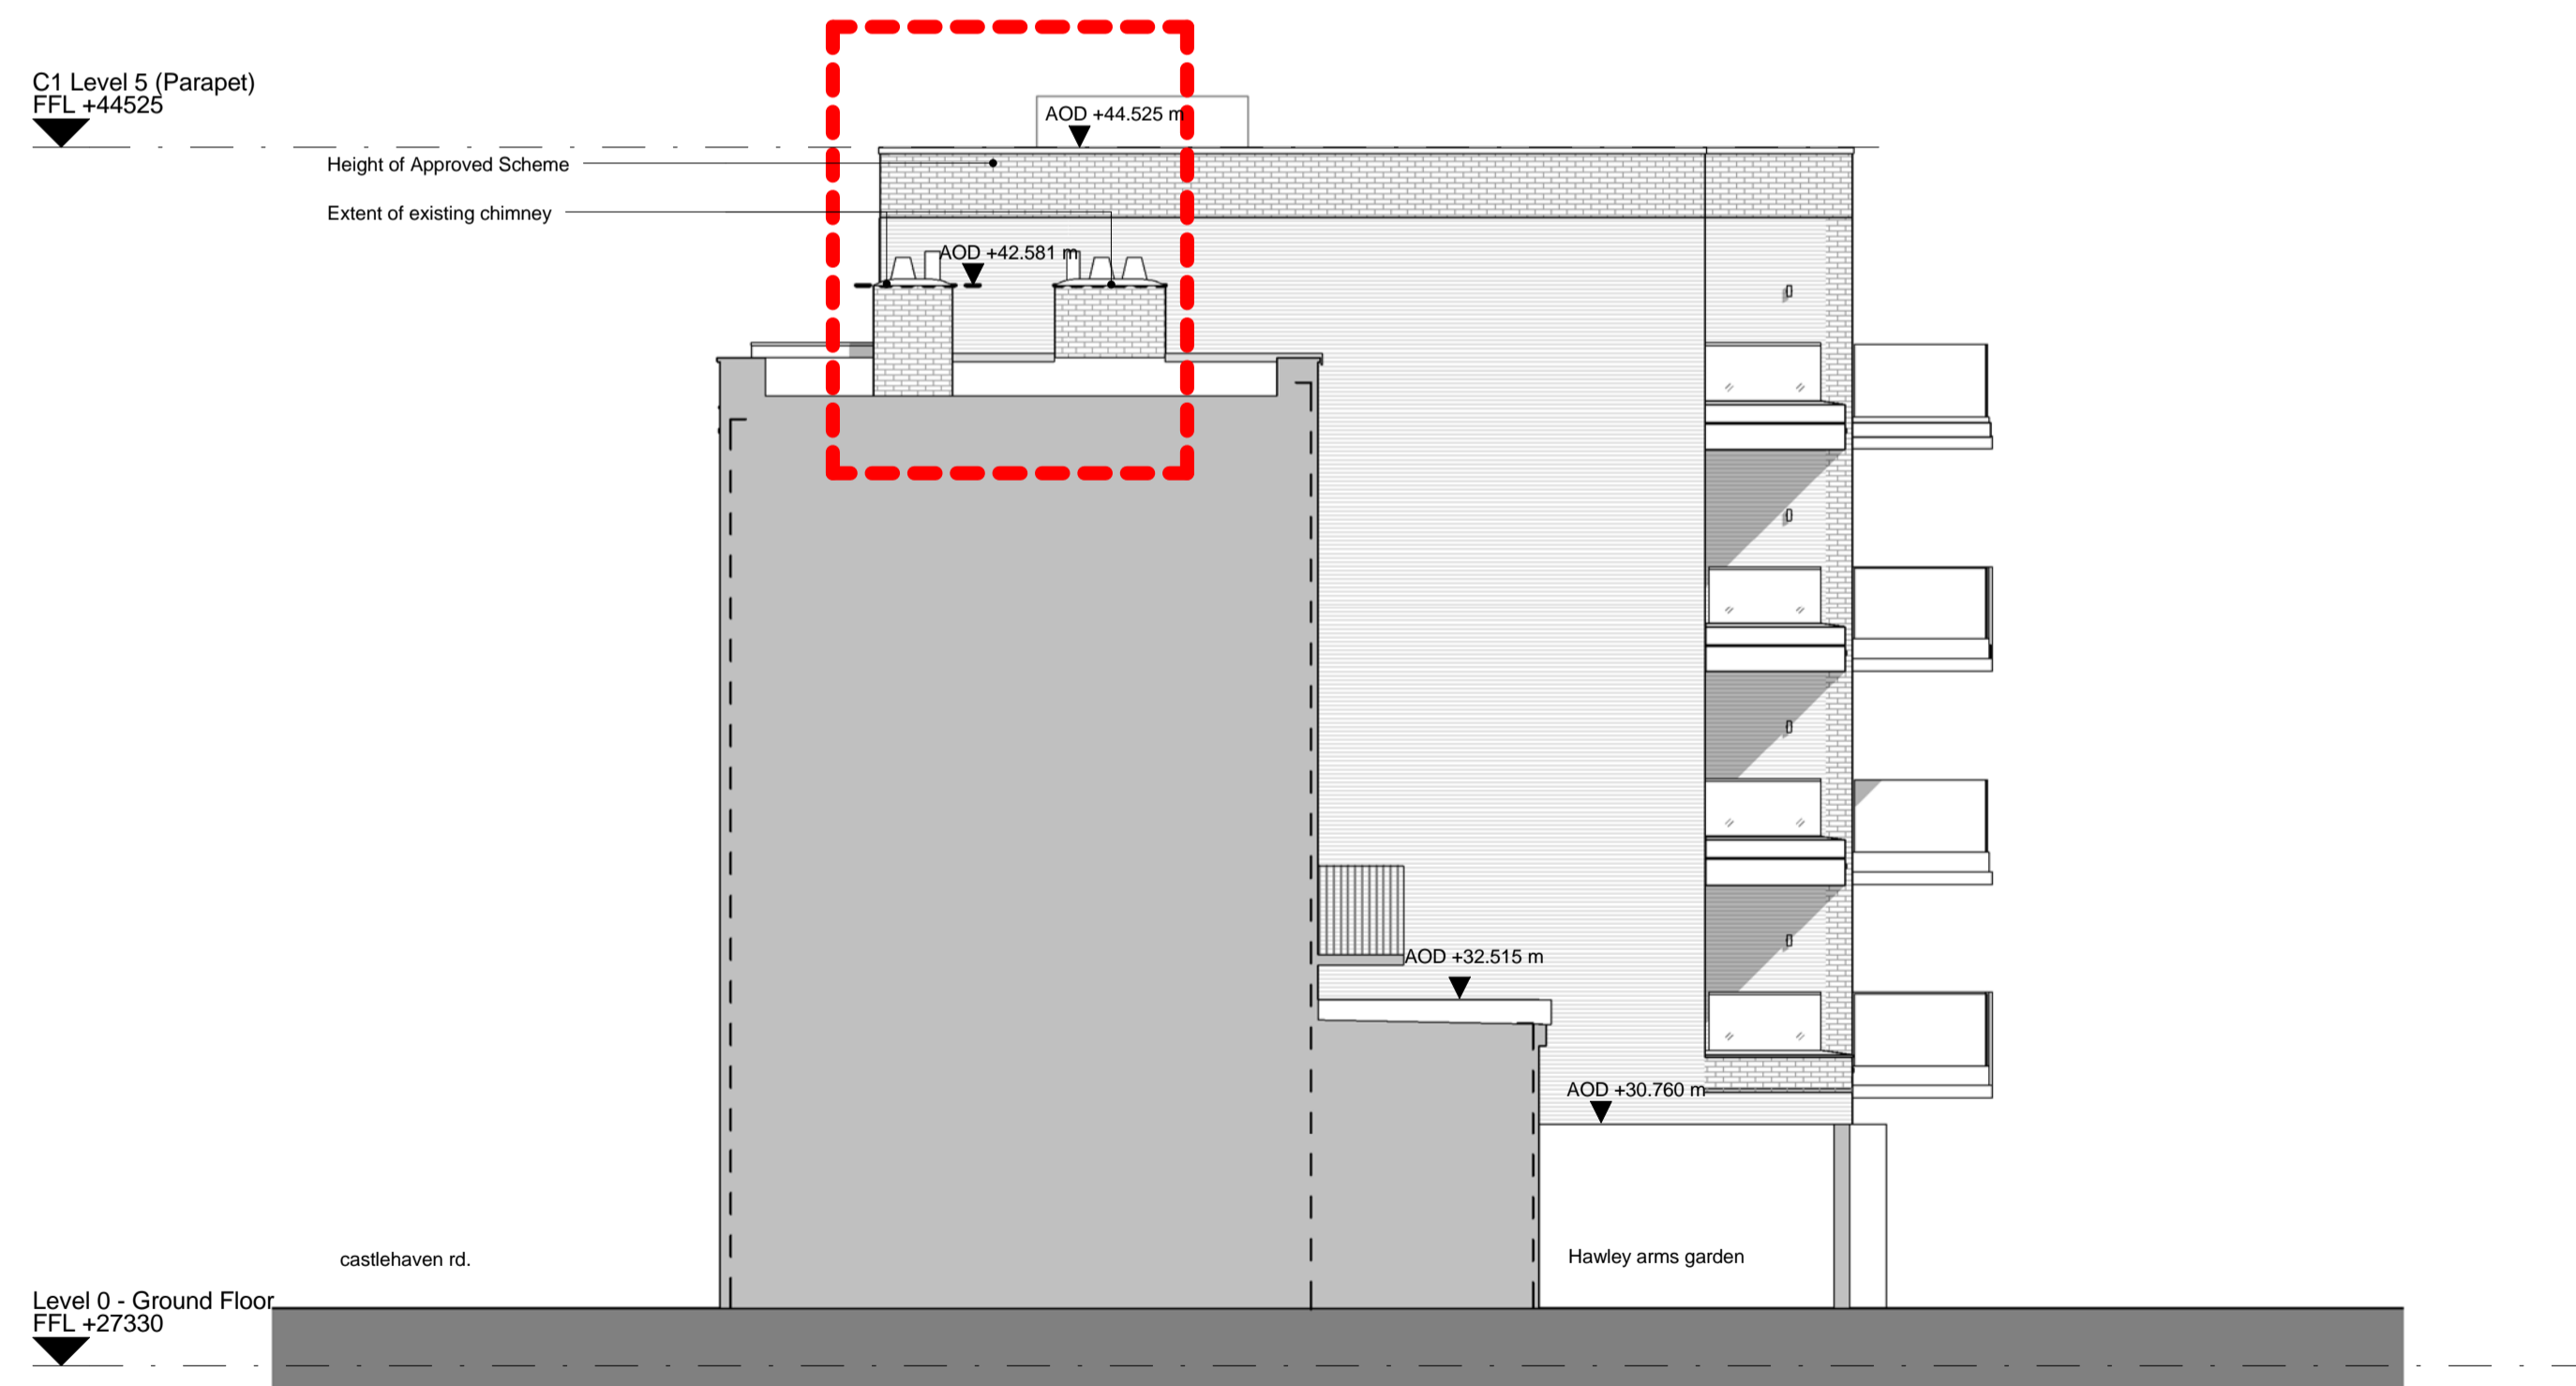 C1 Level 5 (Parapet)
FFL +44525
AOD +44.525 m
Height of Approved Scheme
Extent of existing chimney
AOD +42.581 m
AOD +32.515 m
AOD +30.760 m
castlehaven rd.
Hawley arms garden
Level 0 - Ground Floor
FFL +27330